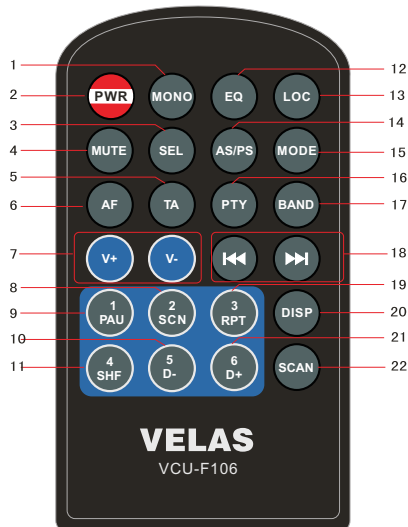 1
12
2
PWR
MONO
EQ
LOC
13
3
14
4
MUTE
SEL
AS/PS
MODE
15
5
16
6
AF
TA
PTY
BAND
17
7
V+
V-
18
8
19
9
1
PAU
2
SCN
3
RPT
DISP
20
10
21
11
4
SHF
5
D-
6
D+
SCAN
22
VELAS
VCU-F106